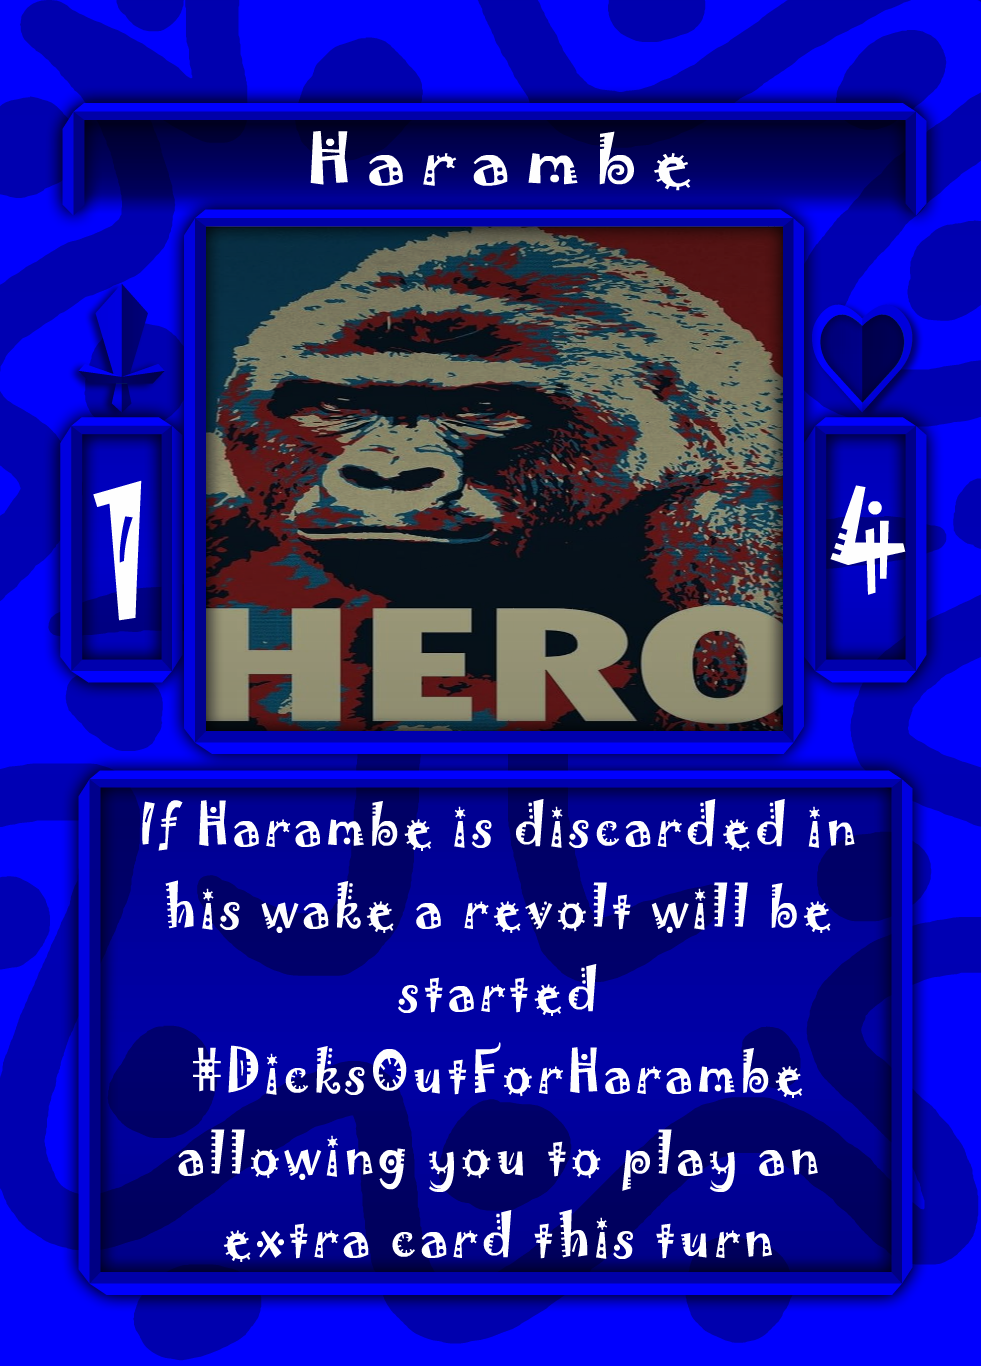 Harambe
1
4
HERO
If Harambe is discarded in
his wake a revolt will be
started
#DicksOutForHarambe
allowing you to play an
extra card this turn